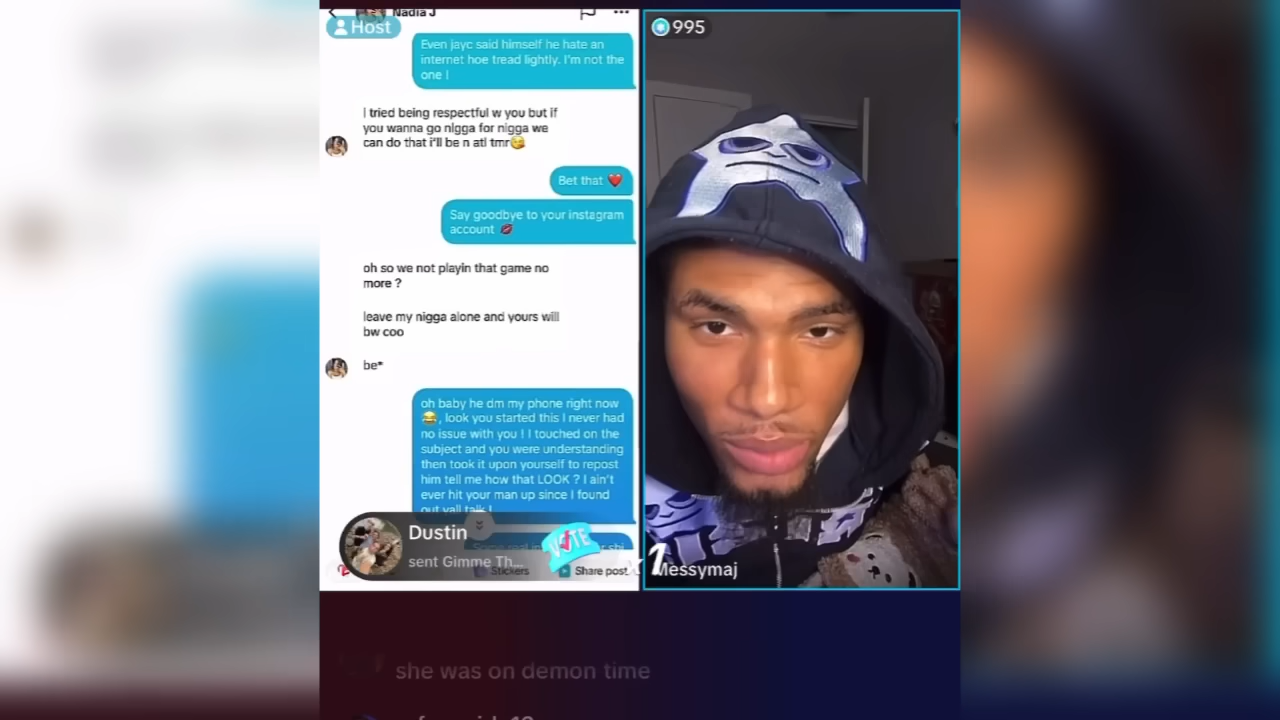 Nadia J
Host
Even jayc said himself he hate an
internet hoe tread lightly. I'm not the
one !
I tried being respectful w you but if
you wanna go nigga for nigga we
can do that i'll be n atl tmr😋
Bet that ❤️
Say goodbye to your instagram
account 💋
oh so we not playin that game no
more ?
leave my nigga alone and yours will
bw coo
be*
oh baby he dm my phone right now
😂, look you started this I never had
no issue with you ! I touched on the
subject and you were understanding
then took it upon yourself to repost
him tell me how that LOOK ? I ain't
ever hit your man up since I found
out yall talk !
Dustin
sent Gimme Th...
VOTE
x1
Stickers
Share post
995
Messymaj
she was on demon time